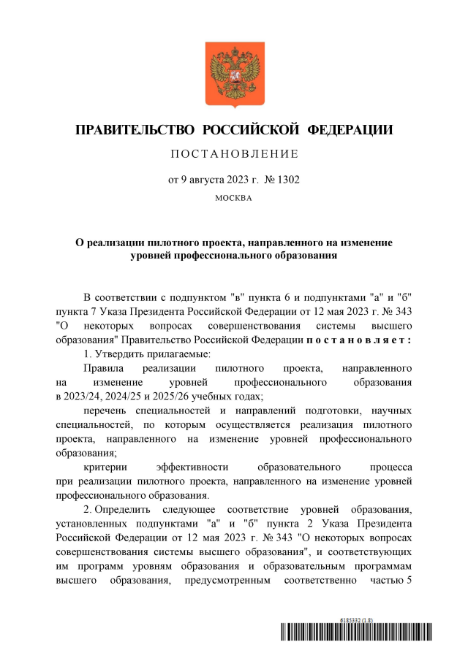 ПРАВИТЕЛЬСТВО РОССИЙСКОЙ ФЕДЕРАЦИИ
ПОСТАНОВЛЕНИЕ
от 9 августа 2023 г. № 1302
МОСКВА
О реализации пилотного проекта, направленного на изменение
уровней профессионального образования
В соответствии с подпунктом "в" пункта 6 и подпунктами "а" и "б"
пункта 7 Указа Президента Российской Федерации от 12 мая 2023 г. № 343
"О некоторых вопросах совершенствования системы высшего
образования" Правительство Российской Федерации постановляет:
1. Утвердить прилагаемые:
Правила реализации пилотного проекта, направленного
на изменение уровней профессионального образования
в 2023/24, 2024/25 и 2025/26 учебных годах;
перечень специальностей и направлений подготовки, научных
специальностей, по которым осуществляется реализация пилотного
проекта, направленного на изменение уровней профессионального
образования;
критерии эффективности образовательного процесса
при реализации пилотного проекта, направленного на изменение уровней
профессионального образования.
2. Определить следующее соответствие уровней образования,
установленных подпунктами "а" и "б" пункта 2 Указа Президента
Российской Федерации от 12 мая 2023 г. № 343 "О некоторых вопросах
совершенствования системы высшего образования", и соответствующих
им программ уровням образования и образовательным программам
высшего образования, предусмотренным соответственно частью 5
6185332 (1.8)